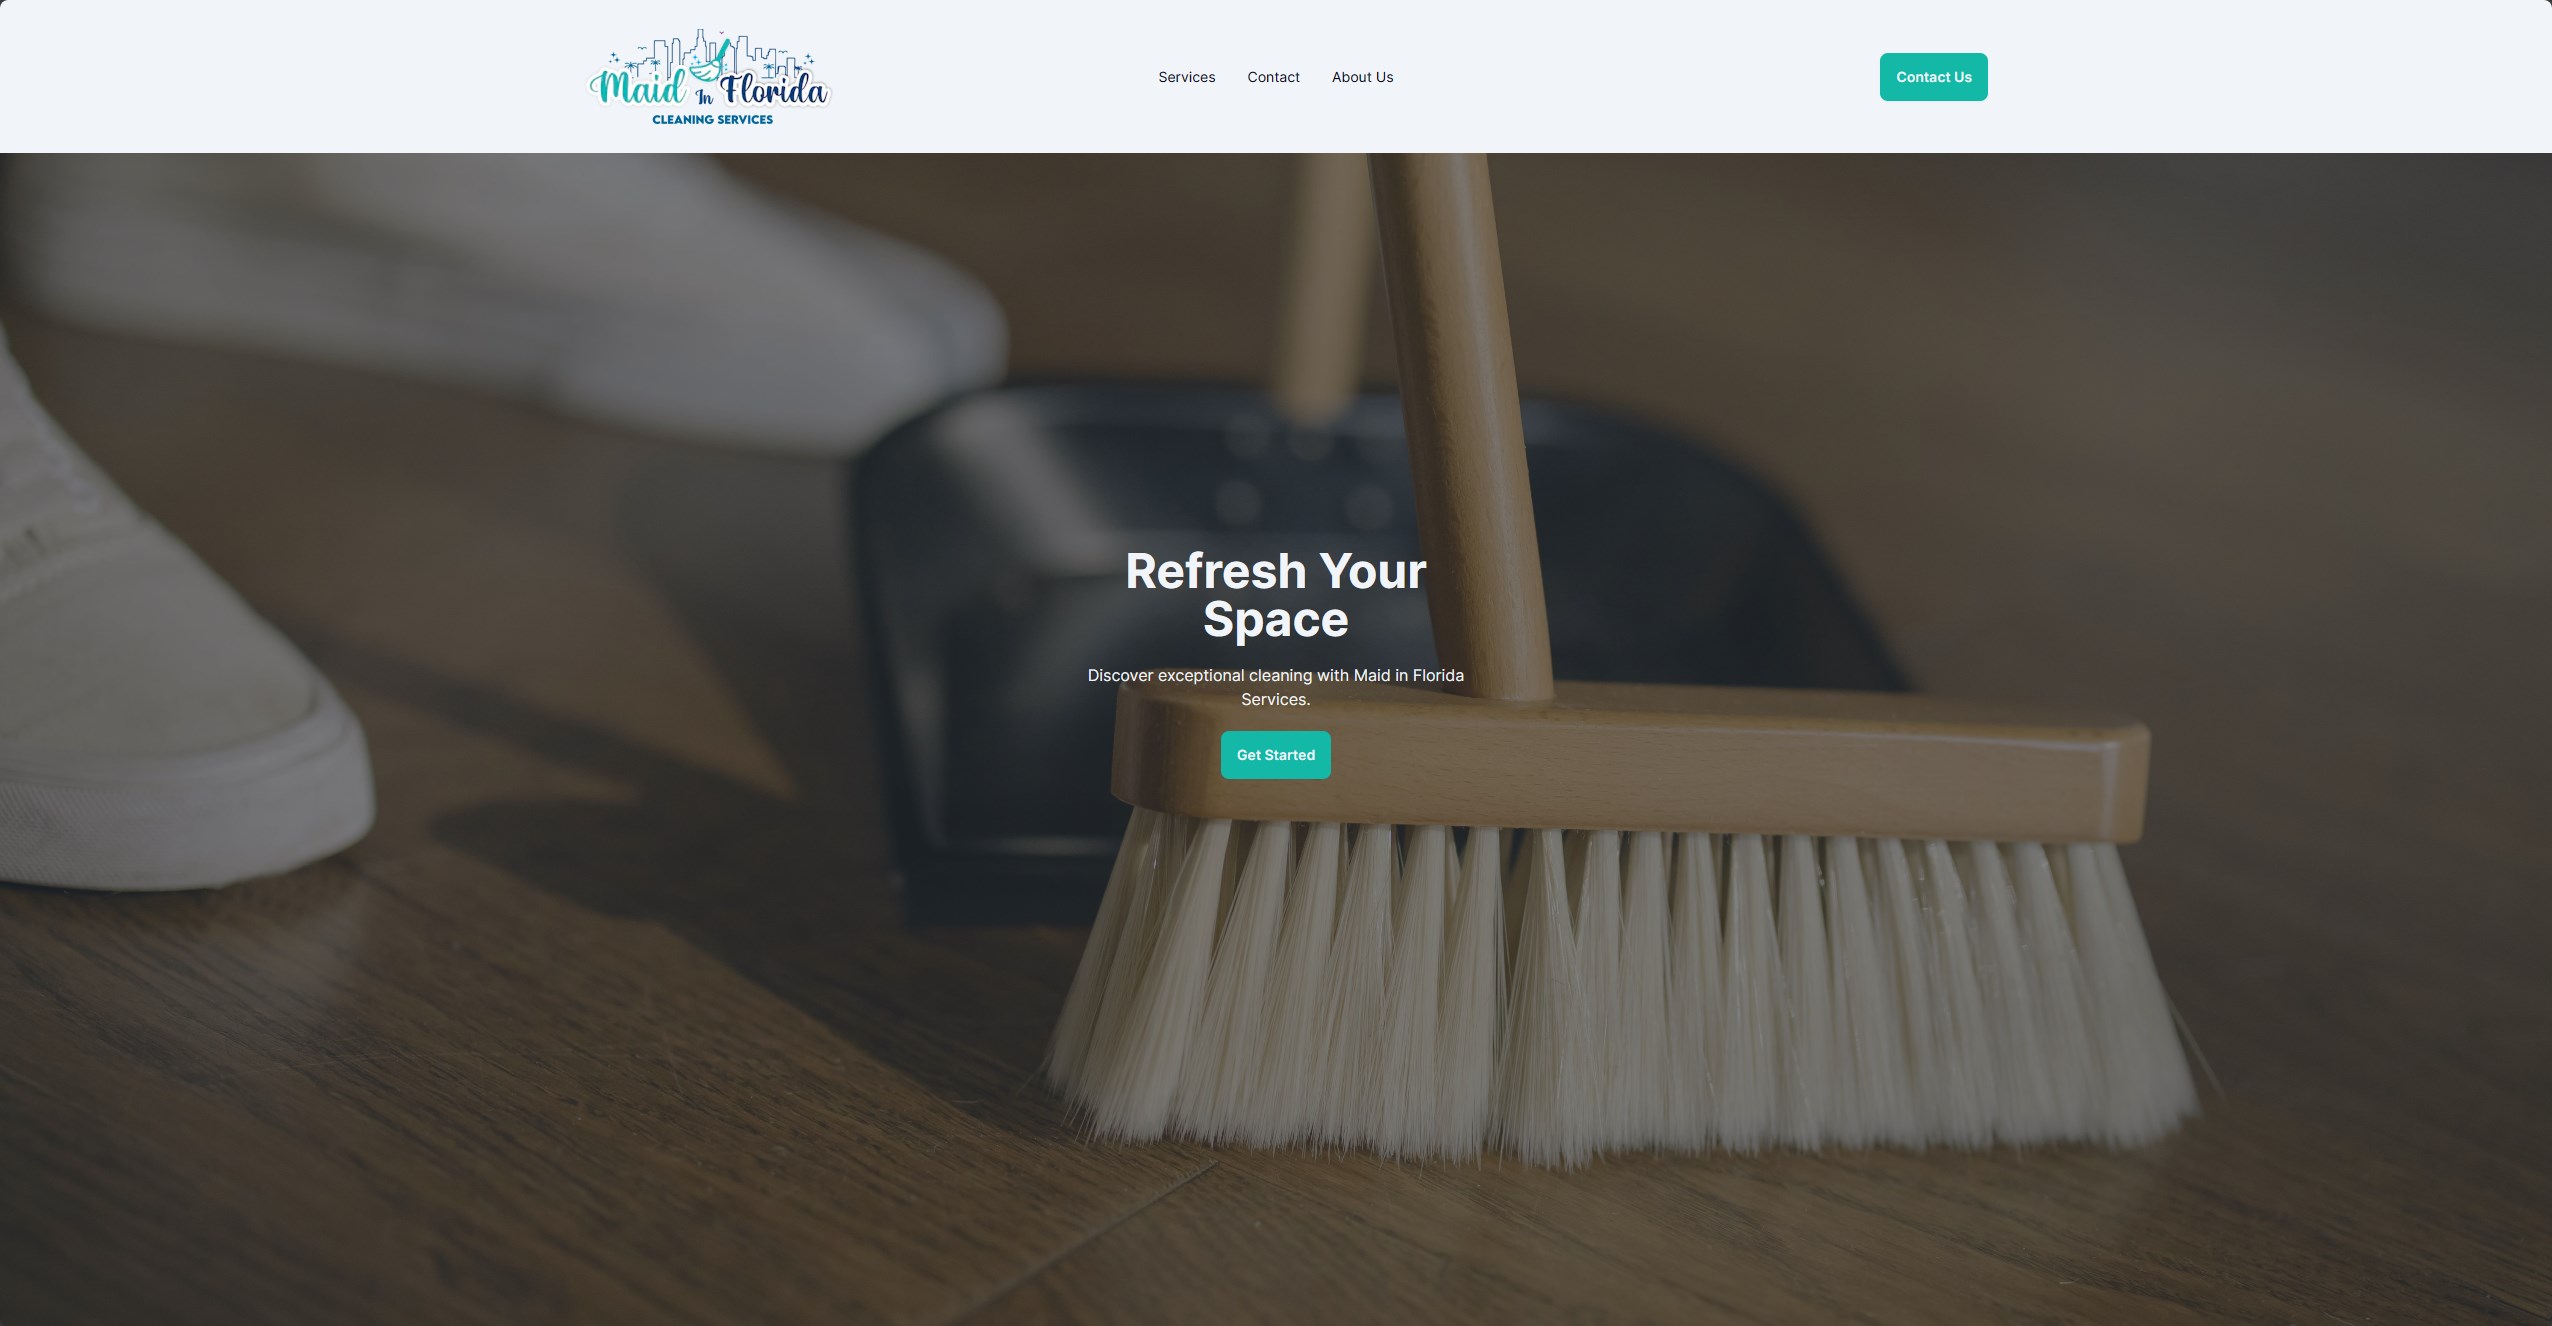 Maid In Florida
CLEANING SERVICES
Services
Contact
About Us
Contact Us
Refresh Your
Space
Discover exceptional cleaning with Maid in Florida
Services.
Get Started